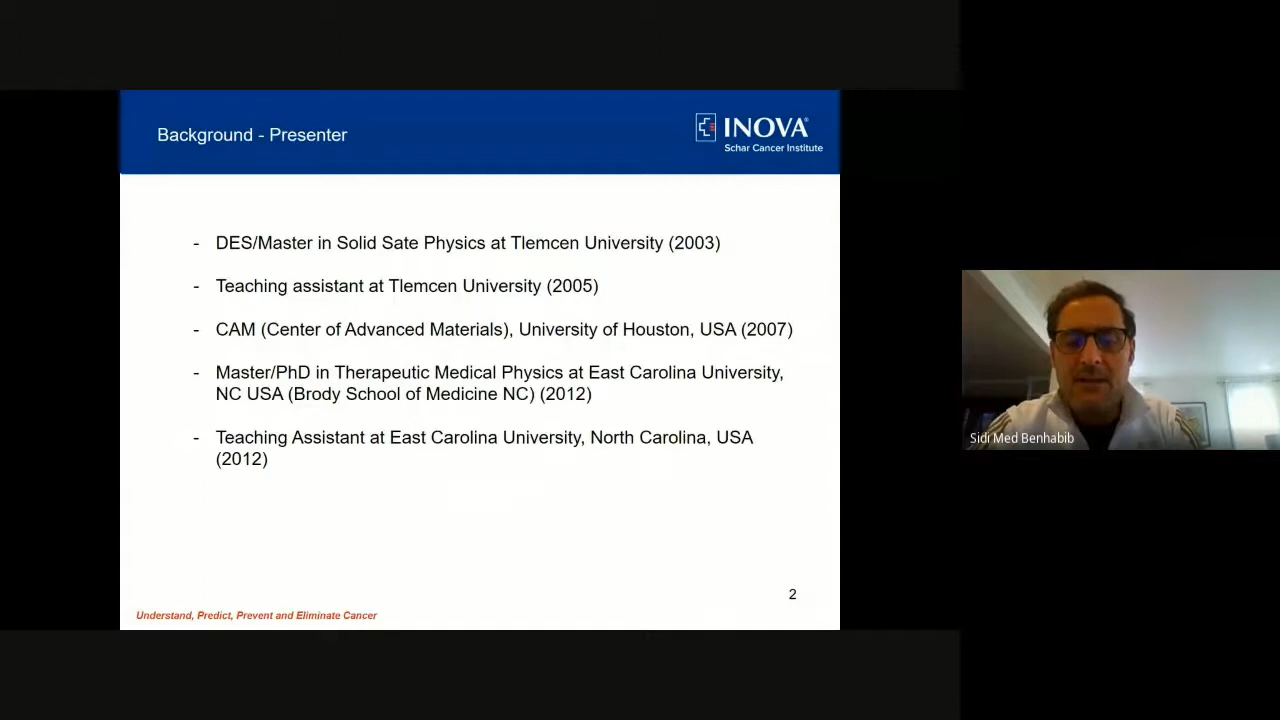 Background - Presenter
INOVA®
Schar Cancer Institute
- DES/Master in Solid Sate Physics at Tlemcen University (2003)
- Teaching assistant at Tlemcen University (2005)
- CAM (Center of Advanced Materials), University of Houston, USA (2007)
- Master/PhD in Therapeutic Medical Physics at East Carolina University,
NC USA (Brody School of Medicine NC) (2012)
- Teaching Assistant at East Carolina University, North Carolina, USA
(2012)
Sidi Med Benhabib
2
Understand, Predict, Prevent and Eliminate Cancer